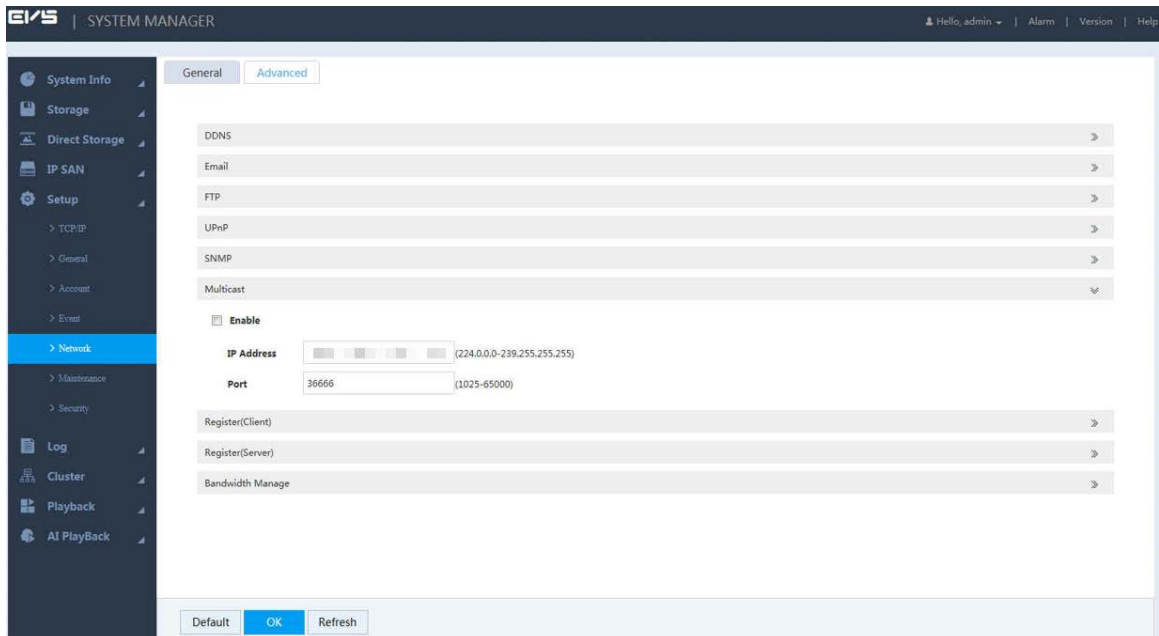 EVS | SYSTEM MANAGER
Hello, admin | Alarm | Version | Help
System Info
Storage
Direct Storage
IP SAN
Setup
> TCP/IP
> General
> Account
> Event
> Network
> Maintenance
> Security
Log
Cluster
Playback
AI PlayBack
General Advanced
DDNS
Email
FTP
UPnP
SNMP
Multicast
Enable
IP Address (224.0.0.0-239.255.255.255)
Port 36666 (1025-65000)
Register(Client)
Register(Server)
Bandwidth Manage
Default OK Refresh